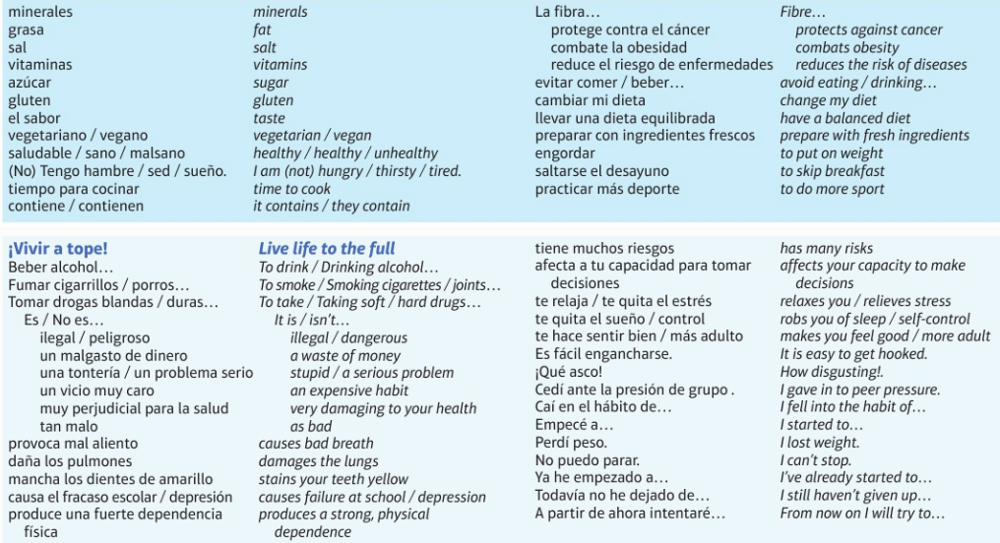 minerales minerals
grasa fat
sal salt
vitaminas vitamins
azúcar sugar
gluten gluten
el sabor taste
vegetariano / vegano vegetarian / vegan
saludable / sano / malsano healthy / healthy / unhealthy
(No) Tengo hambre / sed / sueño. I am (not) hungry / thirsty / tired.
tiempo para cocinar time to cook
contiene / contienen it contains / they contain
La fibra… Fibre…
protege contra el cáncer protects against cancer
combate la obesidad combats obesity
reduce el riesgo de enfermedades reduces the risk of diseases
evitar comer / beber… avoid eating / drinking…
cambiar mi dieta change my diet
llevar una dieta equilibrada have a balanced diet
preparar con ingredientes frescos prepare with fresh ingredients
engordar to put on weight
saltarse el desayuno to skip breakfast
practicar más deporte to do more sport
¡Vivir a tope! Live life to the full
Beber alcohol… To drink / Drinking alcohol…
Fumar cigarrillos / porros… To smoke / Smoking cigarettes / joints…
Tomar drogas blandas / duras… To take / Taking soft / hard drugs…
Es / No es… It is / isn't…
ilegal / peligroso illegal / dangerous
un malgasto de dinero a waste of money
una tontería / un problema serio stupid / a serious problem
un vicio muy caro an expensive habit
muy perjudicial para la salud very damaging to your health
tan malo as bad
provoca mal aliento causes bad breath
daña los pulmones damages the lungs
mancha los dientes de amarillo stains your teeth yellow
causa el fracaso escolar / depresión causes failure at school / depression
produce una fuerte dependencia produces a strong, physical
física dependence
tiene muchos riesgos has many risks
afecta a tu capacidad para tomar affects your capacity to make
decisiones decisions
te relaja / te quita el estrés relaxes you / relieves stress
te quita el sueño / control robs you of sleep / self-control
te hace sentir bien / más adulto makes you feel good / more adult
Es fácil engancharse. It is easy to get hooked.
¡Qué asco! How disgusting!.
Cedí ante la presión de grupo . I gave in to peer pressure.
Caí en el hábito de… I fell into the habit of…
Empecé a… I started to…
Perdí peso. I lost weight.
No puedo parar. I can't stop.
Ya he empezado a… I've already started to…
Todavía no he dejado de… I still haven't given up…
A partir de ahora intentaré… From now on I will try to…